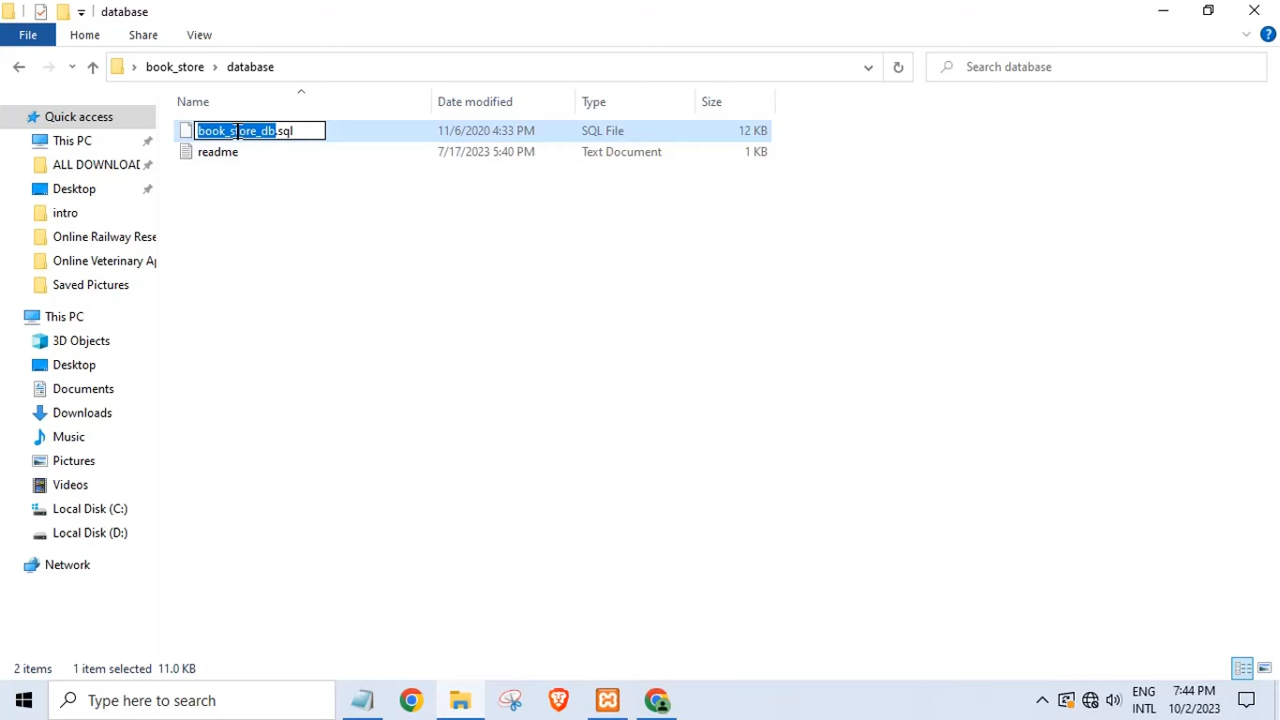 database
File Home Share View
book_store database Search database
Name Date modified Type Size
book_store_db.sql 11/6/2020 4:33 PM SQL File 12 KB
readme 7/17/2023 5:40 PM Text Document 1 KB
Quick access
This PC
ALL DOWNLOAD
Desktop
intro
Online Railway Rese
Online Veterinary Ap
Saved Pictures
This PC
3D Objects
Desktop
Documents
Downloads
Music
Pictures
Videos
Local Disk (C:)
Local Disk (D:)
Network
2 items 1 item selected 11.0 KB
Type here to search
ENG 7:44 PM
INTL 10/2/2023